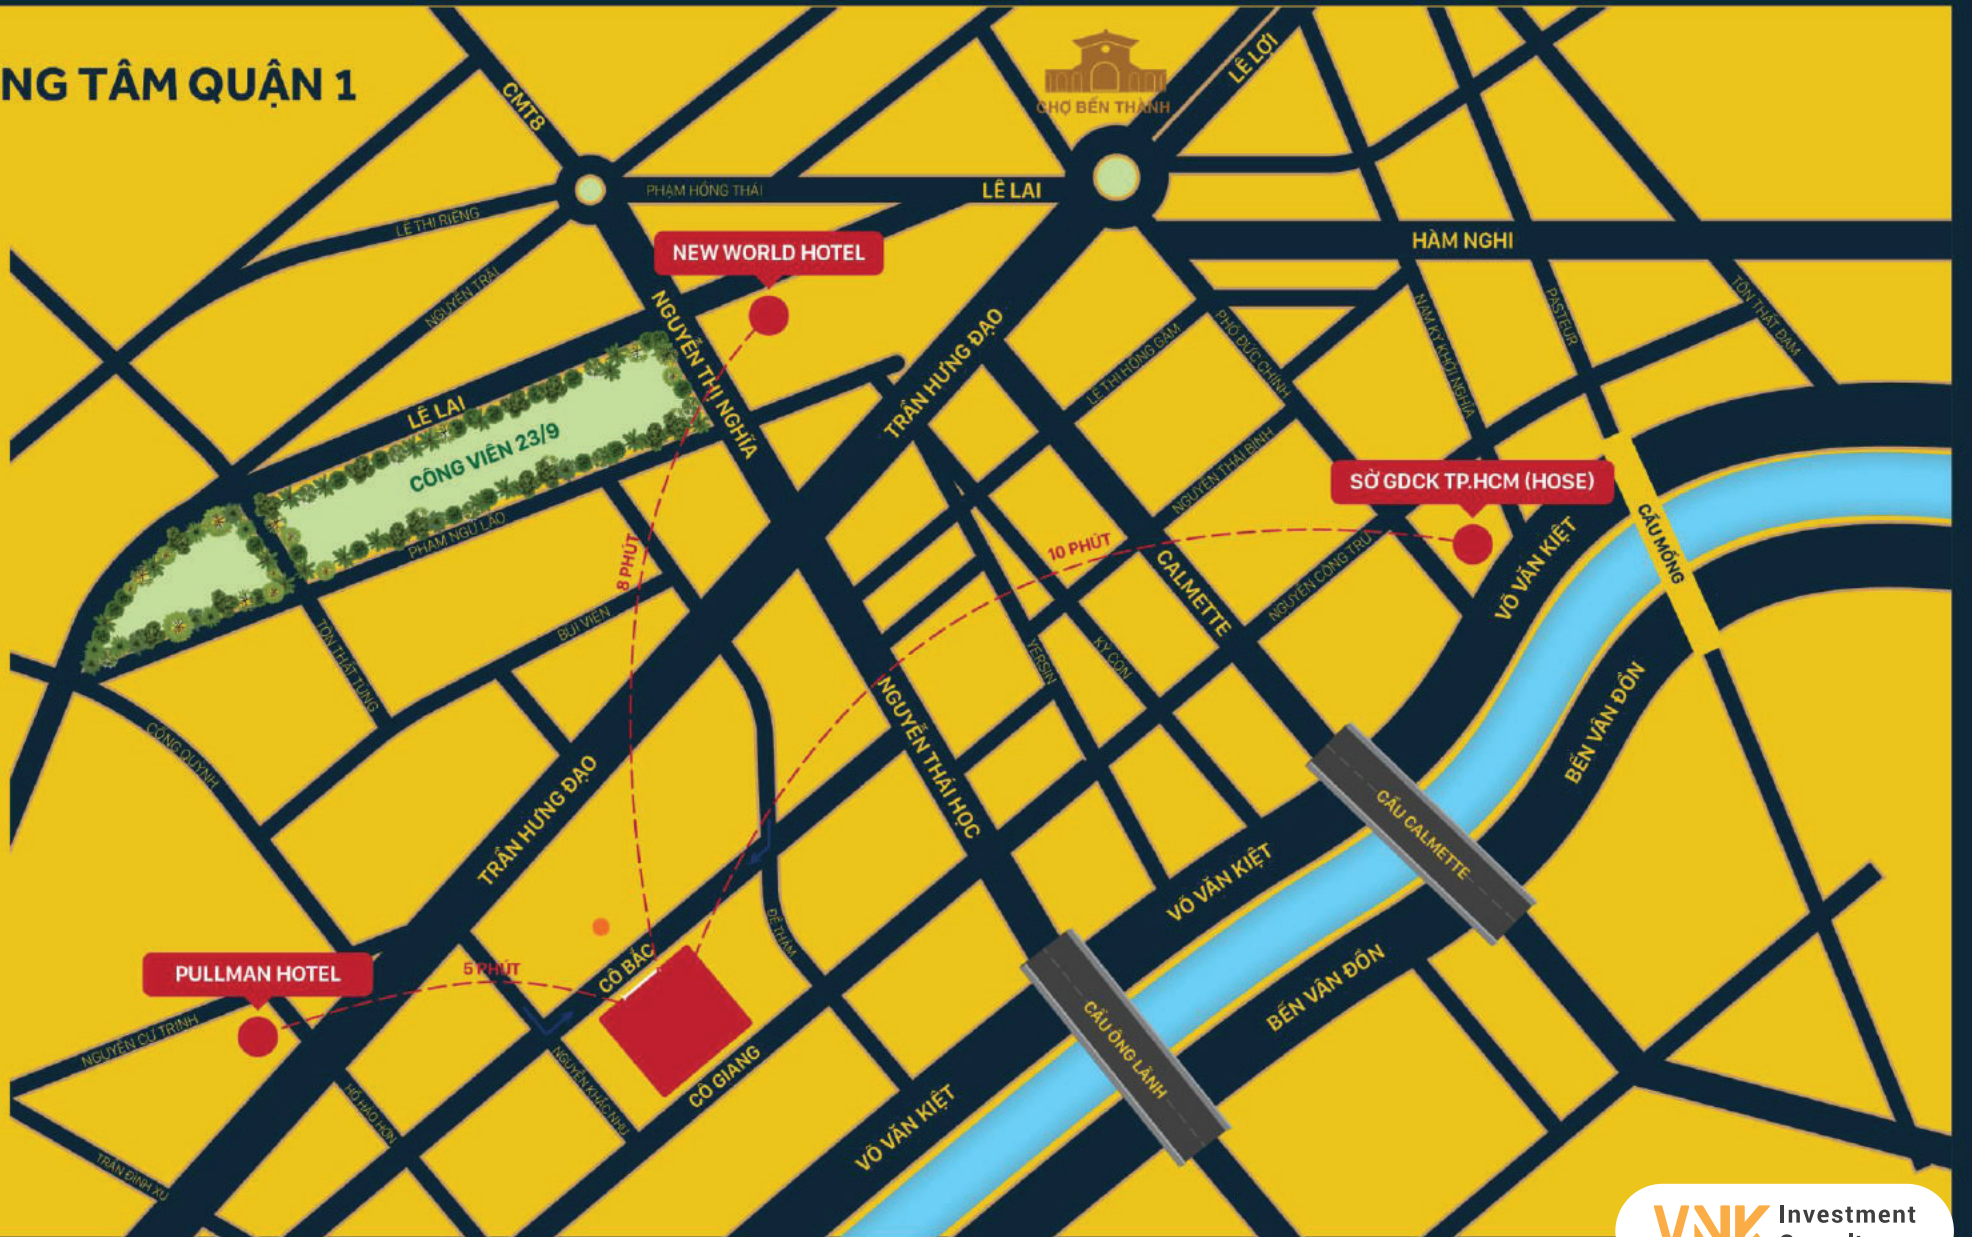 NG TÂM QUẬN 1
CHỢ BẾN THÀNH
LÊ LỢI
CMT8
PHẠM HỒNG THÁI
LÊ LAI
LÊ THỊ RIÊNG
NEW WORLD HOTEL
HÀM NGHI
NGUYỄN TRÃI
NGUYỄN THỊ NGHĨA
TRẦN HƯNG ĐẠO
LÊ THỊ HỒNG GẤM
PHÓ ĐỨC CHÍNH
NAM KỲ KHỞI NGHĨA
PASTEUR
TÔN THẤT ĐẠM
LÊ LAI
CÔNG VIÊN 23/9
PHẠM NGŨ LÃO
NGUYỄN THÁI BÌNH
SỞ GDCK TP.HCM (HOSE)
8 PHÚT
10 PHÚT
CALMETTE
NGUYỄN CÔNG TRỨ
VÕ VĂN KIỆT
CẦU MỐNG
BÙI VIỆN
TÔN THẤT TÙNG
YERSIN
KÝ CON
BẾN VÂN ĐỒN
CỐNG QUỲNH
NGUYỄN THÁI HỌC
TRẦN HƯNG ĐẠO
CẦU CALMETTE
VÕ VĂN KIỆT
ĐỀ THÁM
PULLMAN HOTEL
5 PHÚT
CÔ BẮC
BẾN VÂN ĐỒN
NGUYỄN CƯ TRINH
CẦU ÔNG LÃNH
CÔ GIANG
NGUYỄN KHẮC NHU
HỒ HẢO HỚN
VÕ VĂN KIỆT
TRẦN ĐÌNH XU
VNK Investment